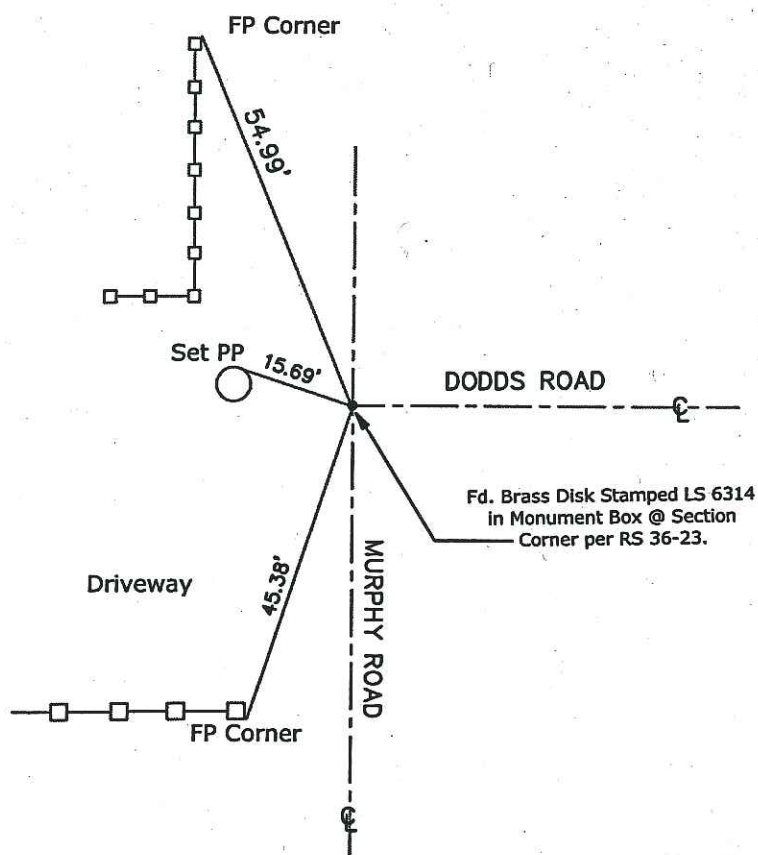 FP Corner
54.99'
Set PP
15.69'
DODDS ROAD
℄
Fd. Brass Disk Stamped LS 6314
in Monument Box @ Section
Corner per RS 36-23.
Driveway
45.38'
MURPHY ROAD
FP Corner
℄